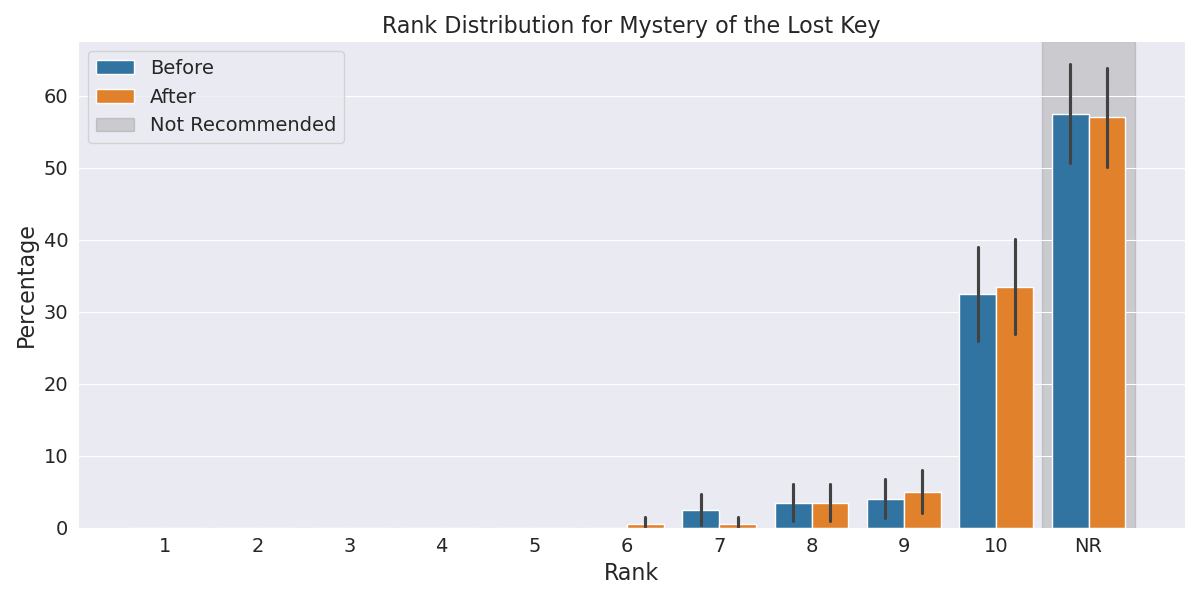 Rank Distribution for Mystery of the Lost Key
Before
After
Not Recommended
Percentage
60
50
40
30
20
10
0
1 2 3 4 5 6 7 8 9 10 NR
Rank